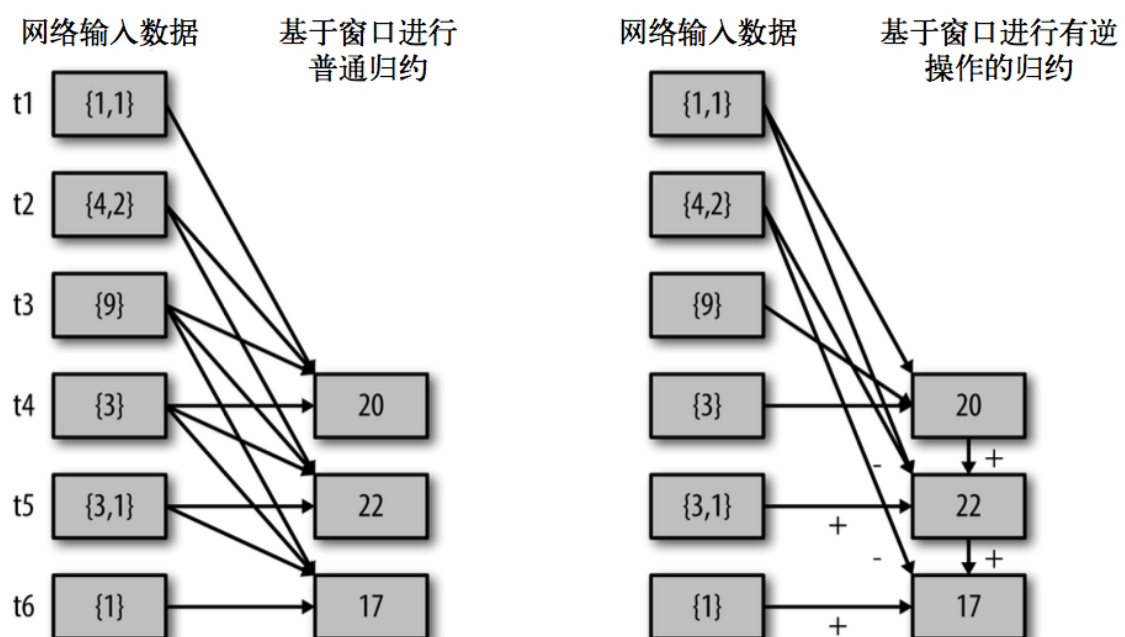 网络输入数据
基于窗口进行
普通归约
t1
{1,1}
t2
{4,2}
t3
{9}
t4
{3}
20
t5
{3,1}
22
t6
{1}
17
网络输入数据
基于窗口进行有逆
操作的归约
{1,1}
{4,2}
{9}
{3}
20
-
+
{3,1}
+
22
-
+
{1}
+
17